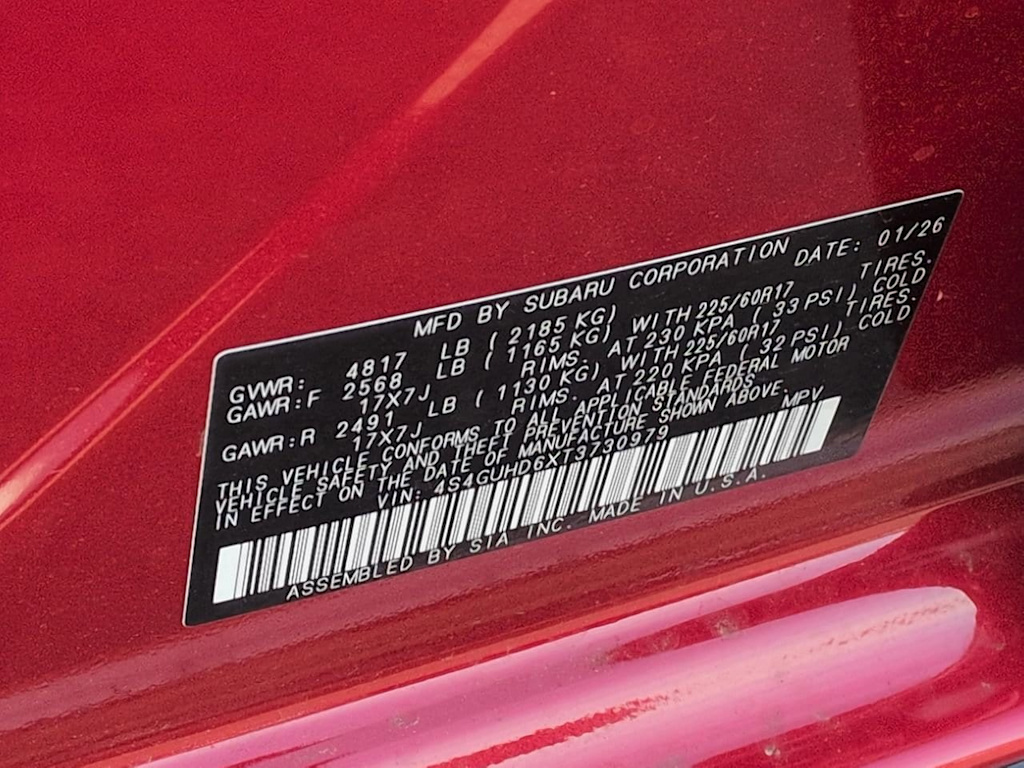 MFD BY SUBARU CORPORATION DATE: 01/26
GVWR: 4817 LB (2185 KG)
GAWR:F 2568 LB (1165 KG) WITH 225/60R17 TIRES.
17X7J RIMS. AT 230 KPA (33 PSI) COLD
GAWR:R 2491 LB (1130 KG) WITH 225/60R17 TIRES.
17X7J RIMS. AT 220 KPA (32 PSI) COLD
THIS VEHICLE CONFORMS TO ALL APPLICABLE FEDERAL MOTOR
VEHICLE SAFETY AND THEFT PREVENTION STANDARDS
IN EFFECT ON THE DATE OF MANUFACTURE SHOWN ABOVE.
VIN: 4S4GUHD6XT3730979 MPV
ASSEMBLED BY SIA INC. MADE IN U.S.A.